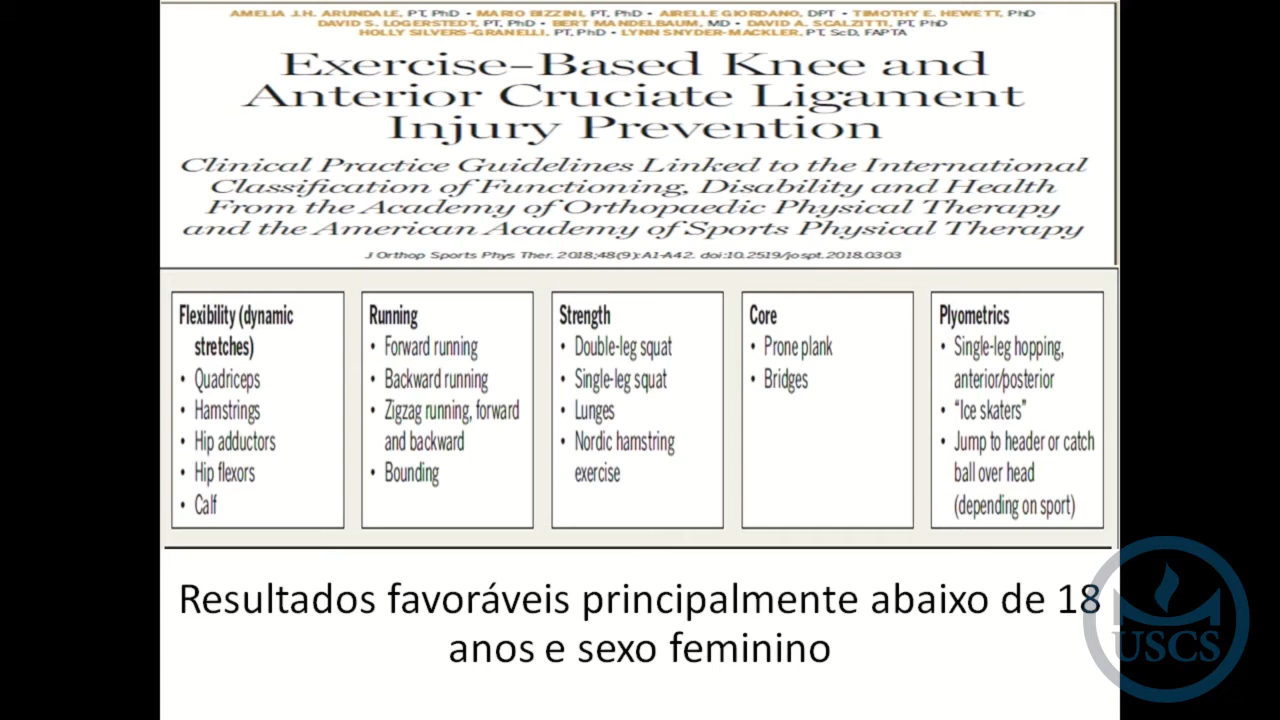 AMELIA J.H. ARUNDALE, PT, PhD • MARIO BIZZINI, PT, PhD • AIRELLE GIORDANO, DPT • TIMOTHY E. HEWETT, PhD
DAVID S. LOGERSTEDT, PT, PhD • BERT MANDELBAUM, MD • DAVID A. SCALZITTI, PT, PhD
HOLLY SILVERS-GRANELLI, PT, PhD • LYNN SNYDER-MACKLER, PT, ScD, FAPTA
Exercise-Based Knee and
Anterior Cruciate Ligament
Injury Prevention
Clinical Practice Guidelines Linked to the International
Classification of Functioning, Disability and Health
From the Academy of Orthopaedic Physical Therapy
and the American Academy of Sports Physical Therapy
J Orthop Sports Phys Ther. 2018;48(9):A1-A42. doi:10.2519/jospt.2018.0303
Flexibility (dynamic
stretches)
• Quadriceps
• Hamstrings
• Hip adductors
• Hip flexors
• Calf
Running
• Forward running
• Backward running
• Zigzag running, forward
and backward
• Bounding
Strength
• Double-leg squat
• Single-leg squat
• Lunges
• Nordic hamstring
exercise
Core
• Prone plank
• Bridges
Plyometrics
• Single-leg hopping,
anterior/posterior
• "Ice skaters"
• Jump to header or catch
ball over head
(depending on sport)
Resultados favoráveis principalmente abaixo de 18
anos e sexo feminino
USCS